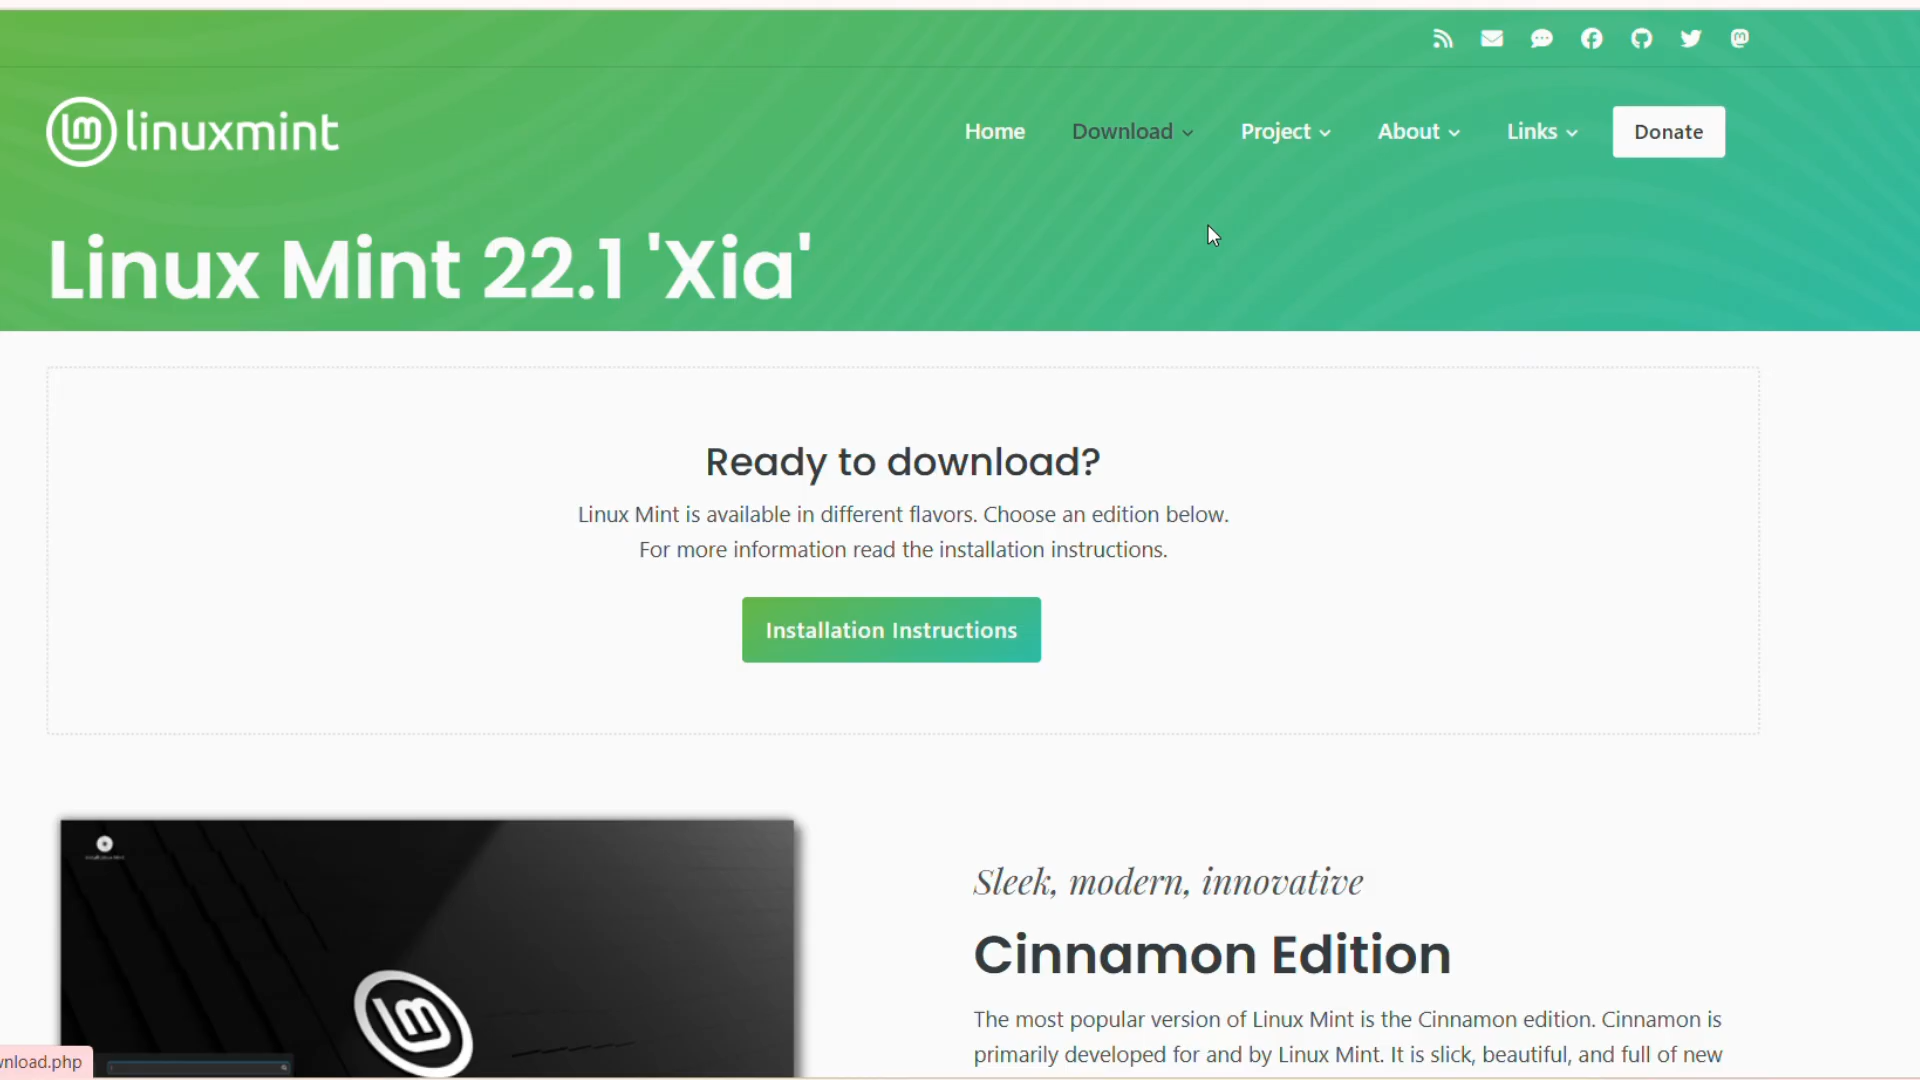 linuxmint
Home Download Project About Links Donate
Linux Mint 22.1 'Xia'
Ready to download?
Linux Mint is available in different flavors. Choose an edition below.
For more information read the installation instructions.
Installation Instructions
Sleek, modern, innovative
Cinnamon Edition
The most popular version of Linux Mint is the Cinnamon edition. Cinnamon is
primarily developed for and by Linux Mint. It is slick, beautiful, and full of new
wnload.php